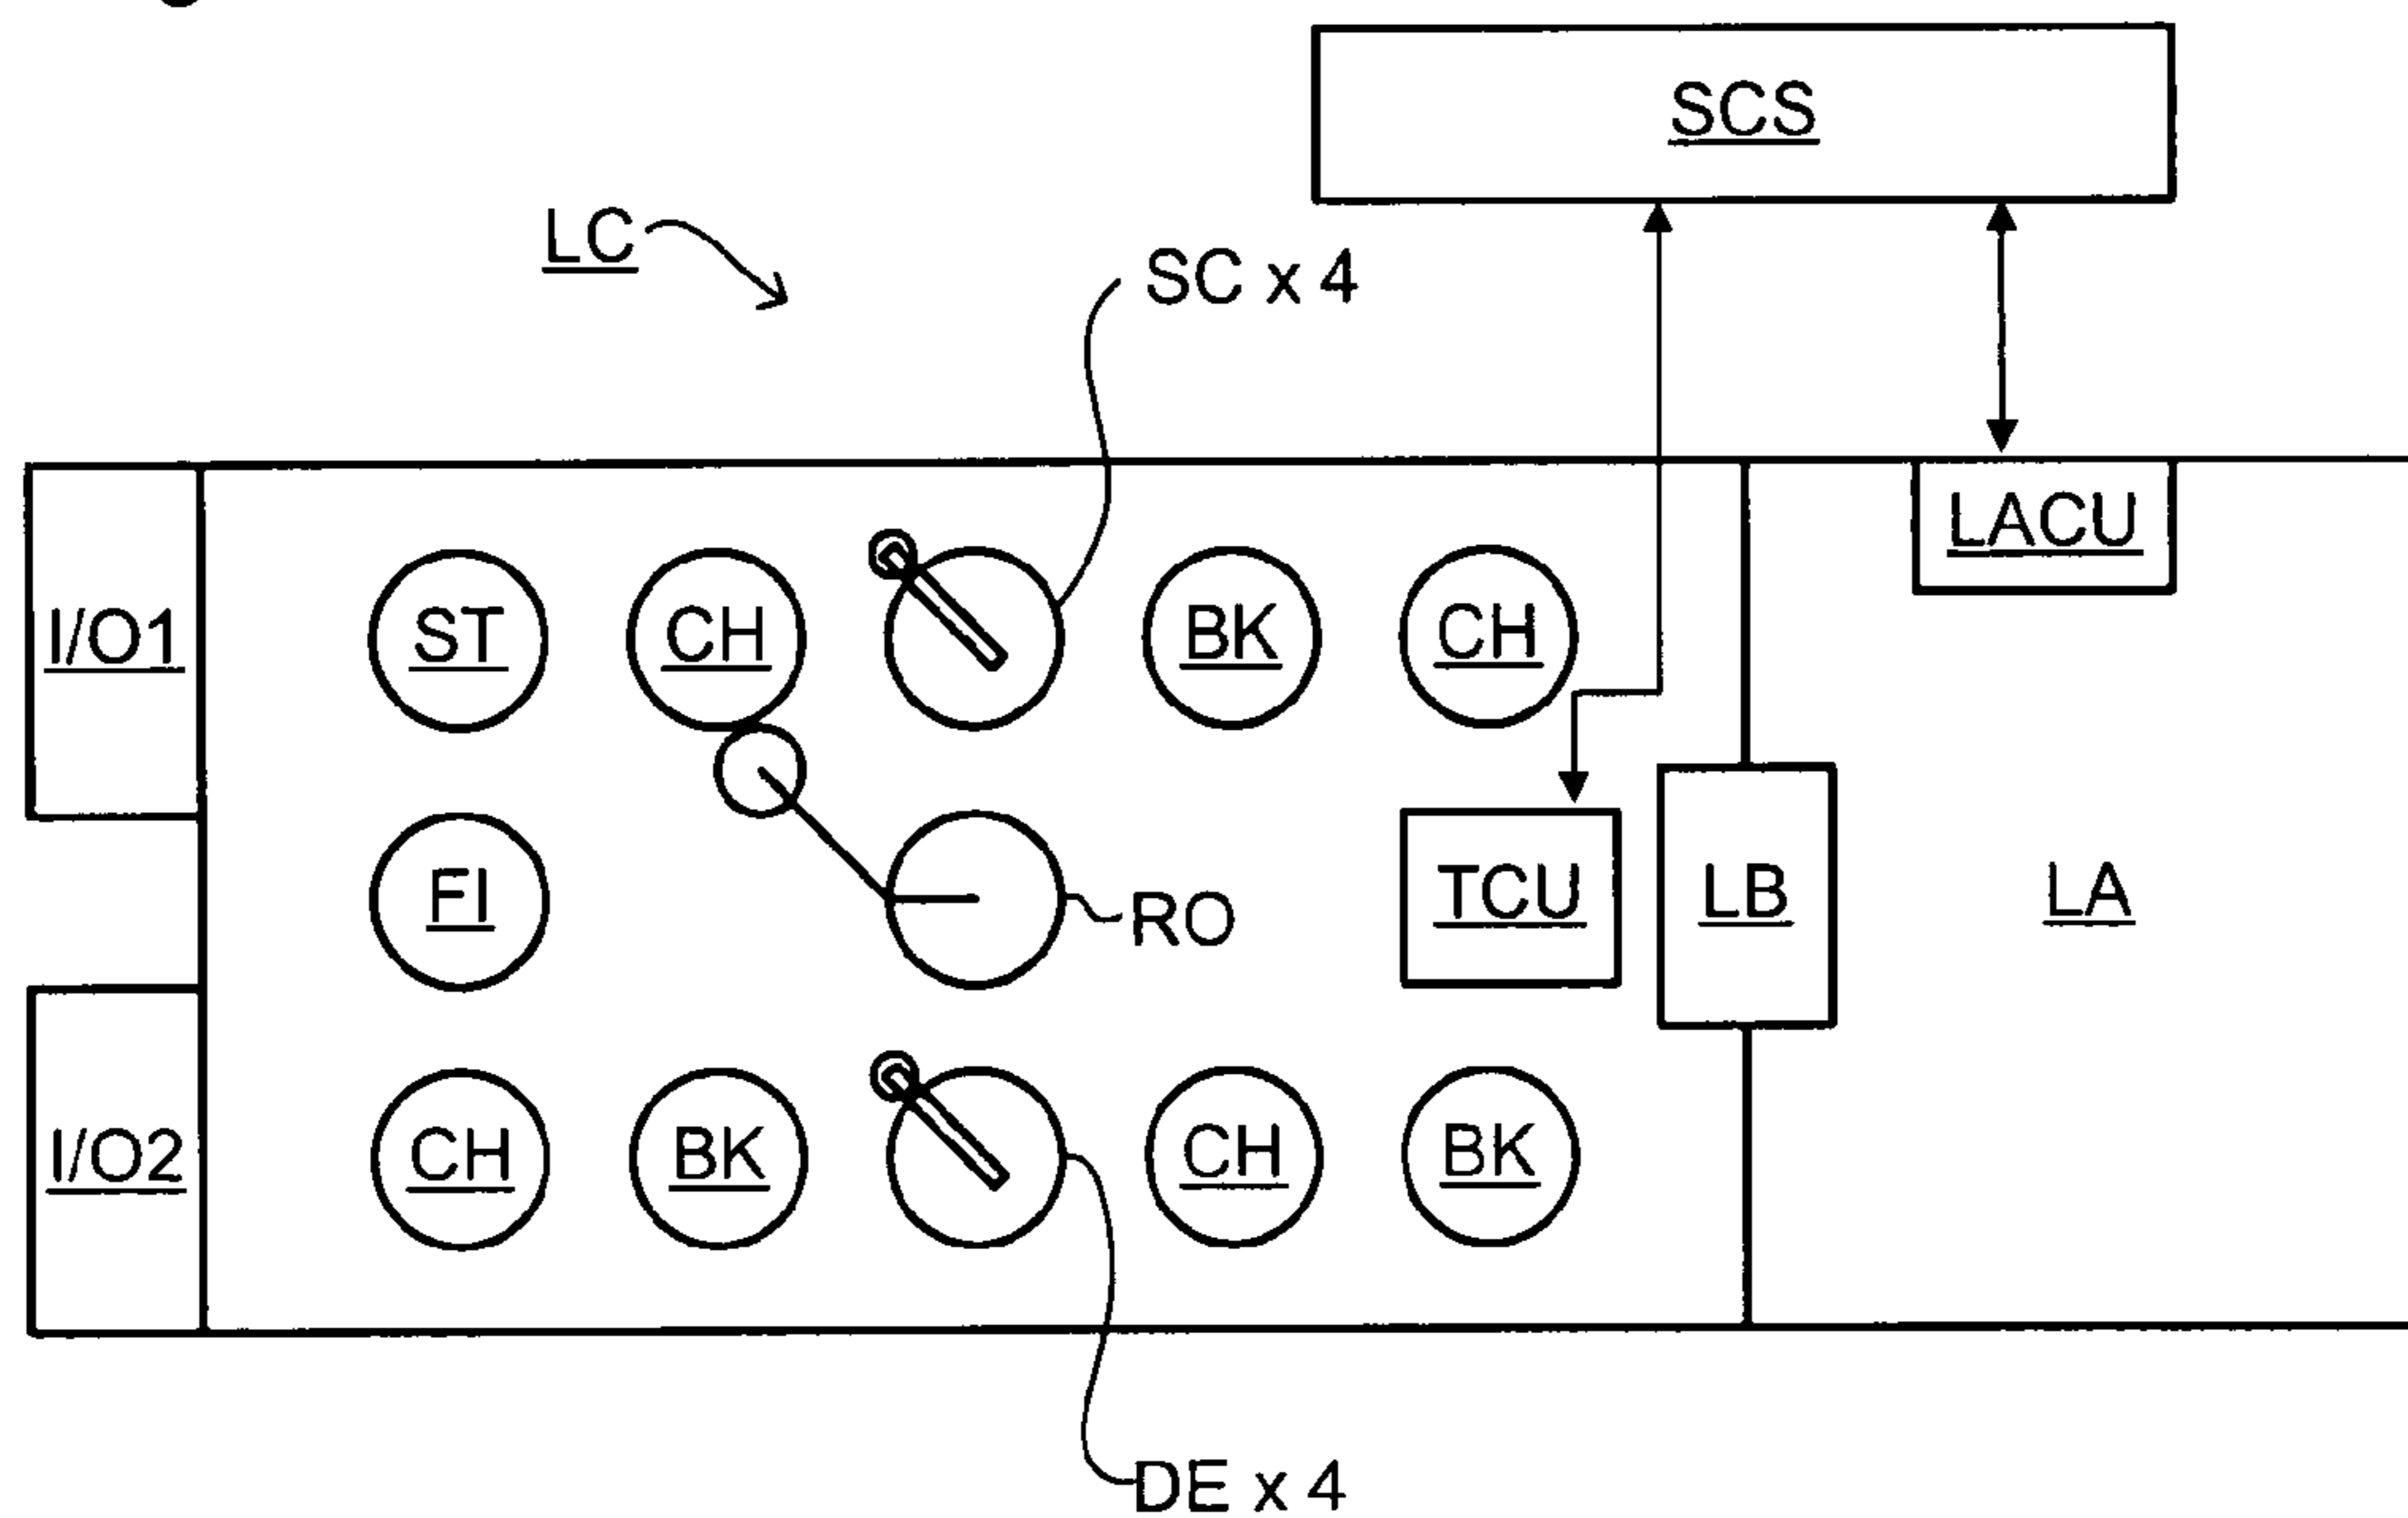 SCS
LC
SC x 4
LACU
I/O1
ST
CH
BK
CH
FI
RO
TCU
LB
LA
I/O2
CH
BK
CH
BK
DE x 4